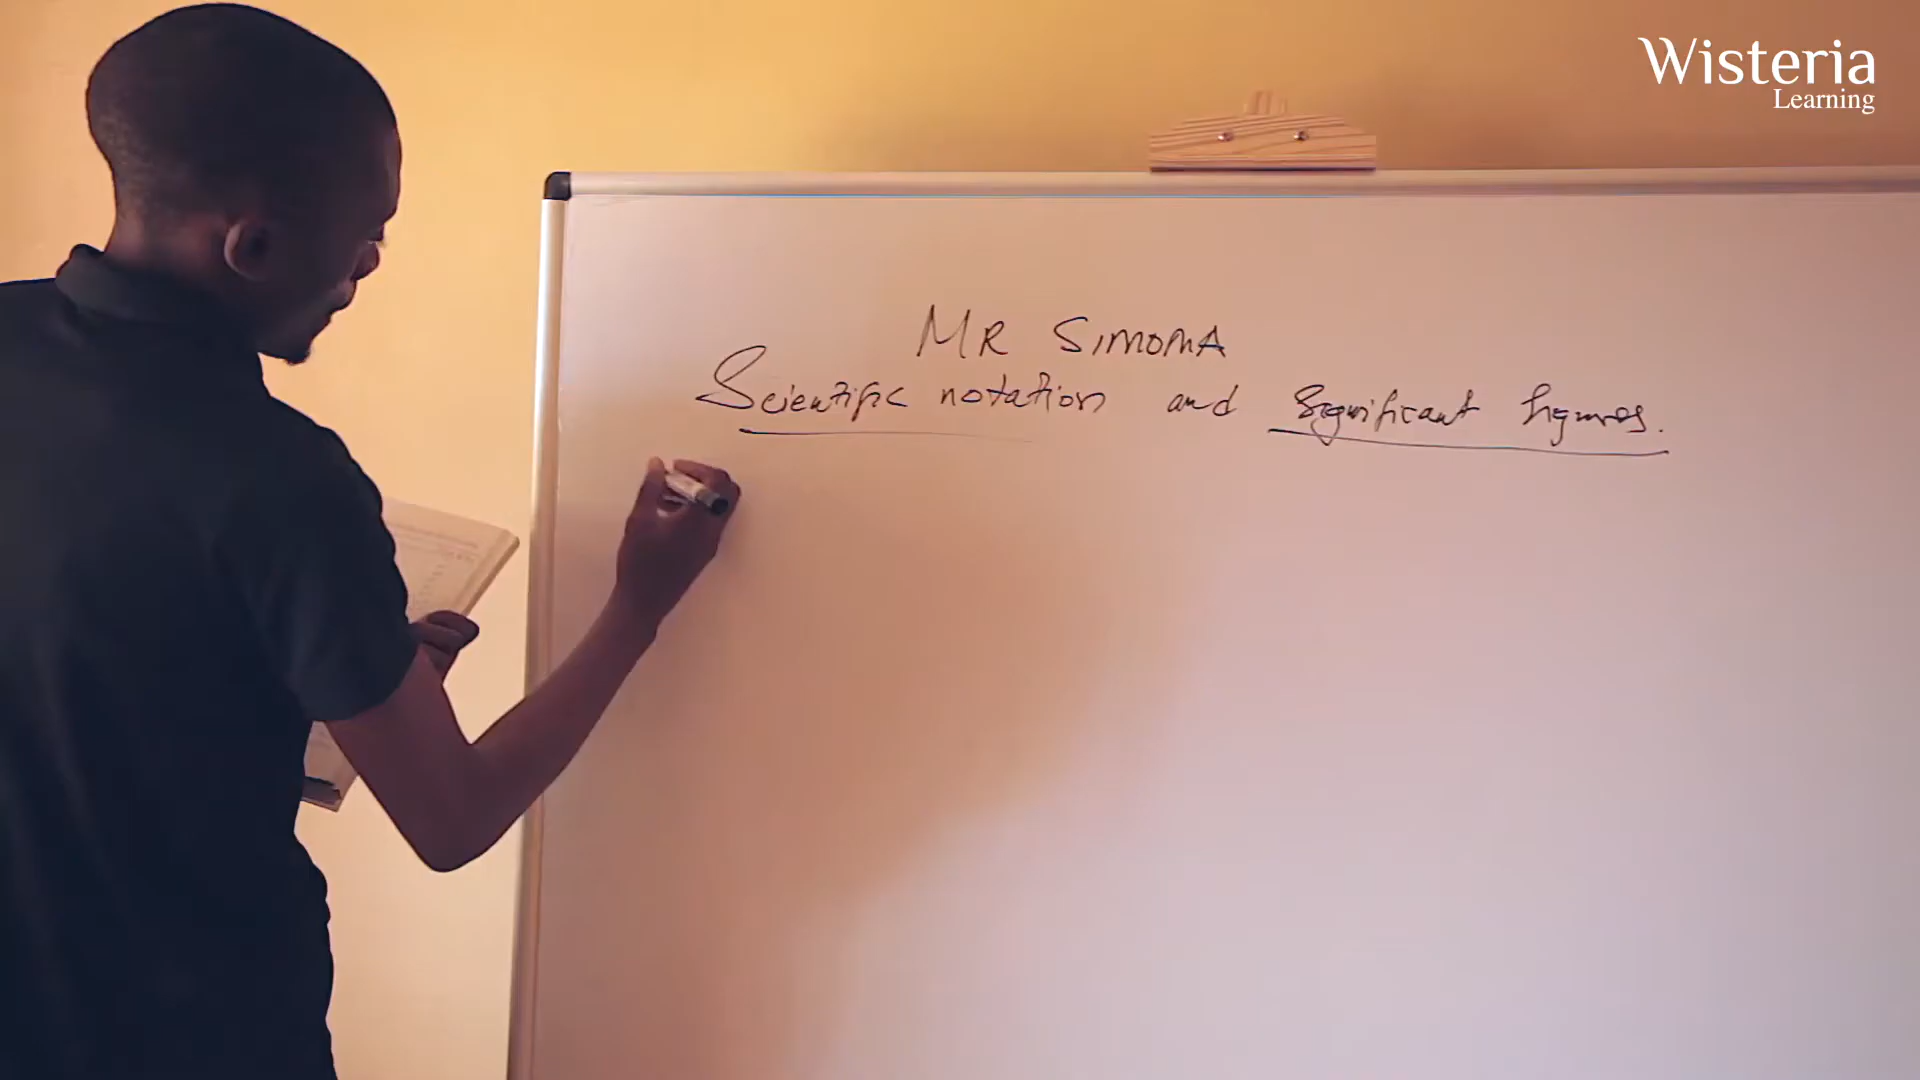 Wisteria
Learning
MR SIMOMA
Scientific notation and Significant figures.